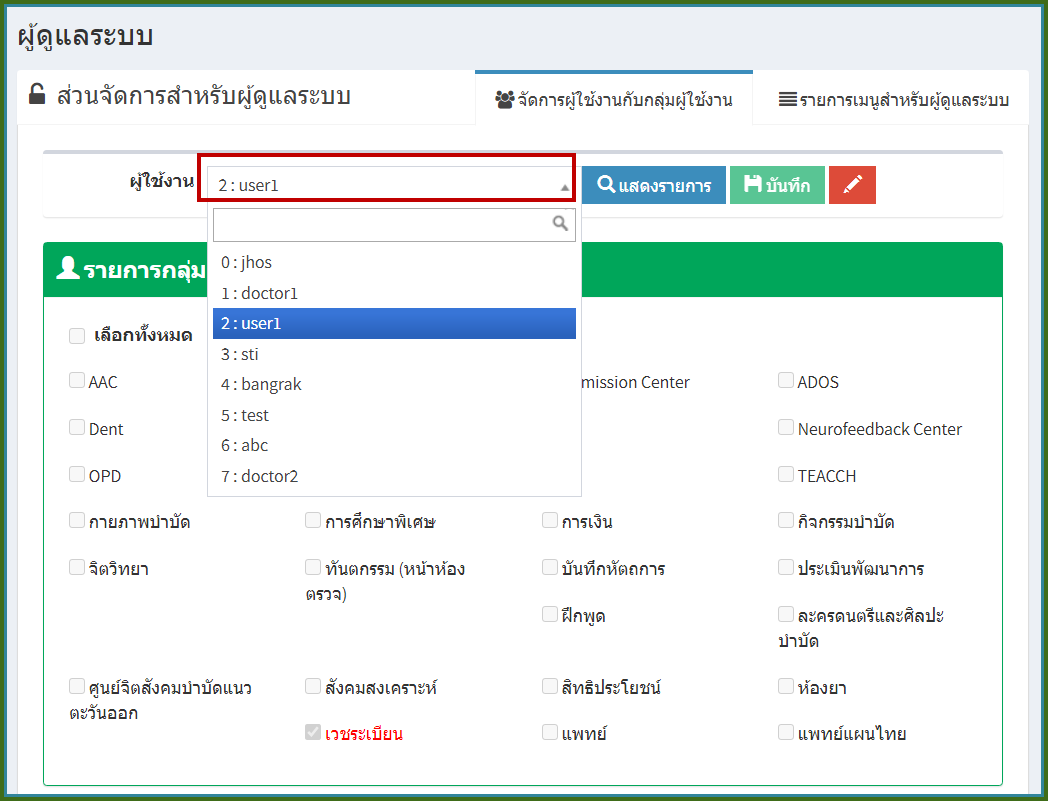 ผู้ดูแลระบบ
ส่วนจัดการสำหรับผู้ดูแลระบบ
จัดการผู้ใช้งานกับกลุ่มผู้ใช้งาน
รายการเมนูสำหรับผู้ดูแลระบบ
ผู้ใช้งาน
2 : user1
แสดงรายการ
บันทึก
0 : jhos
1 : doctor1
2 : user1
3 : sti
4 : bangrak
5 : test
6 : abc
7 : doctor2
รายการกลุ่ม
เลือกทั้งหมด
AAC
mission Center
ADOS
Dent
Neurofeedback Center
OPD
TEACCH
กายภาพบำบัด
การศึกษาพิเศษ
การเงิน
กิจกรรมบำบัด
จิตวิทยา
ทันตกรรม (หน้าห้อง
ตรวจ)
บันทึกหัตถการ
ประเมินพัฒนาการ
ฝึกพูด
ละครดนตรีและศิลปะ
บำบัด
ศูนย์จิตสังคมบำบัดแนว
ตะวันออก
สังคมสงเคราะห์
สิทธิประโยชน์
ห้องยา
เวชระเบียน
แพทย์
แพทย์แผนไทย